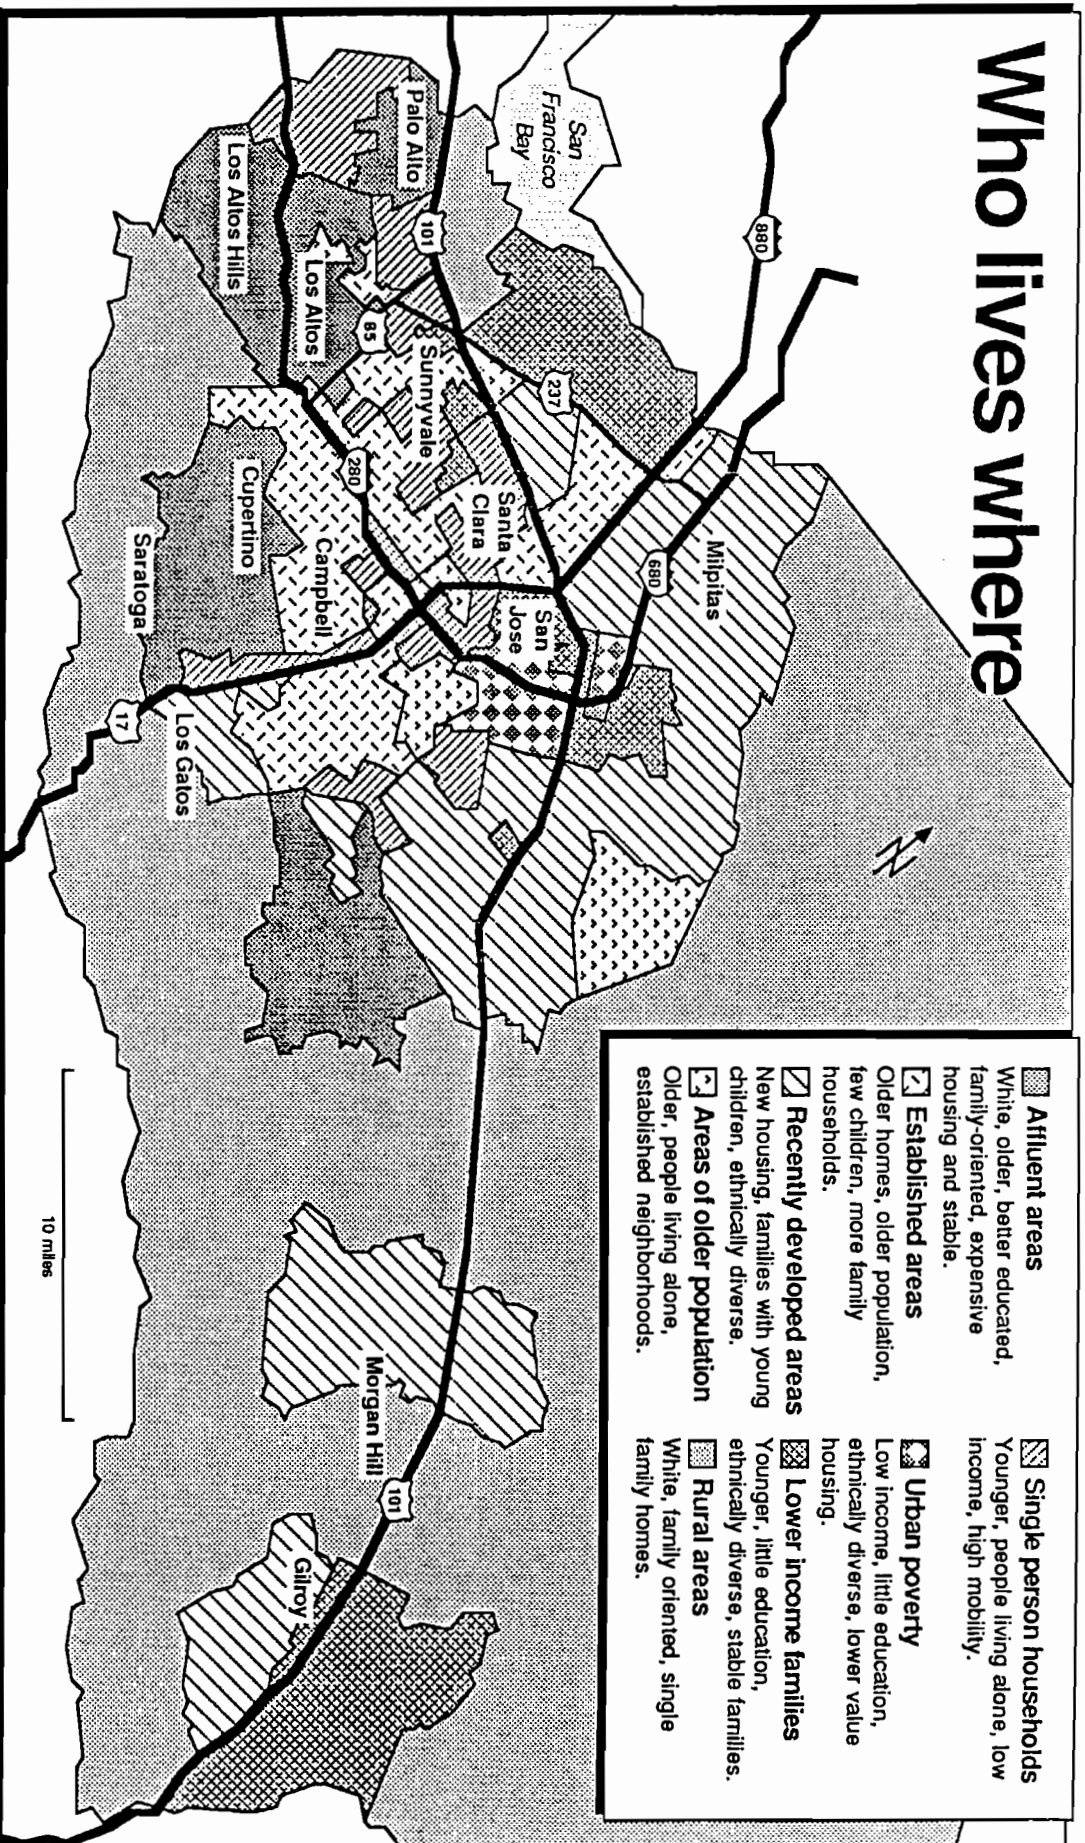 Who lives where
San
Francisco
Bay
880
Palo Alto
101
Los Altos Hills
Los Altos
85
Sunnyvale
237
280
Santa
Clara
Milpitas
680
Cupertino
Campbell
San
Jose
Saratoga
17
Los Gatos
N
10 miles
Morgan Hill
101
Gilroy
Affluent areas
White, older, better educated,
family-oriented, expensive
housing and stable.
Established areas
Older homes, older population,
few children, more family
households.
Recently developed areas
New housing, families with young
children, ethnically diverse.
Areas of older population
Older, people living alone,
established neighborhoods.
Single person households
Younger, people living alone, low
income, high mobility.
Urban poverty
Low income, little education,
ethnically diverse, lower value
housing.
Lower income families
Younger, little education,
ethnically diverse, stable families.
Rural areas
White, family oriented, single
family homes.